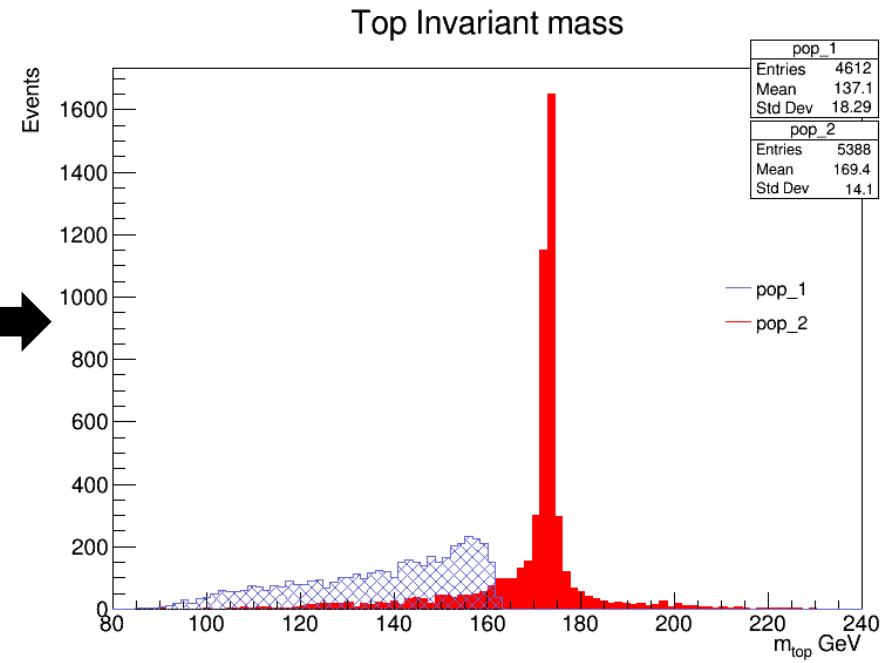 Top Invariant mass
pop_1
Entries 4612
Mean 137.1
Std Dev 18.29
pop_2
Entries 5388
Mean 169.4
Std Dev 14.1
Events
1600
1400
1200
1000
800
600
400
200
0
pop_1
pop_2
80 100 120 140 160 180 200 220 240
m_top GeV